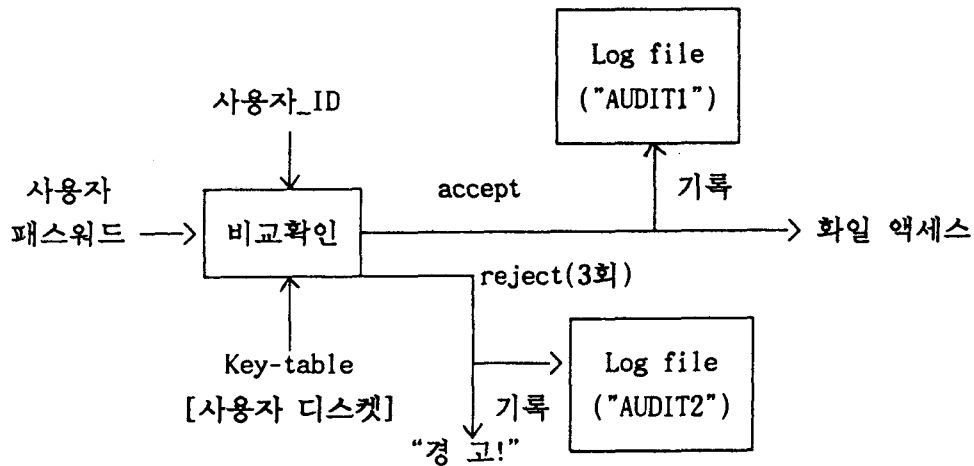 Log file
("AUDIT1")
사용자_ID
사용자
패스워드
비교확인
accept
기록
화일 액세스
reject(3회)
Key-table
[사용자 디스켓]
기록
Log file
("AUDIT2")
"경 고!"